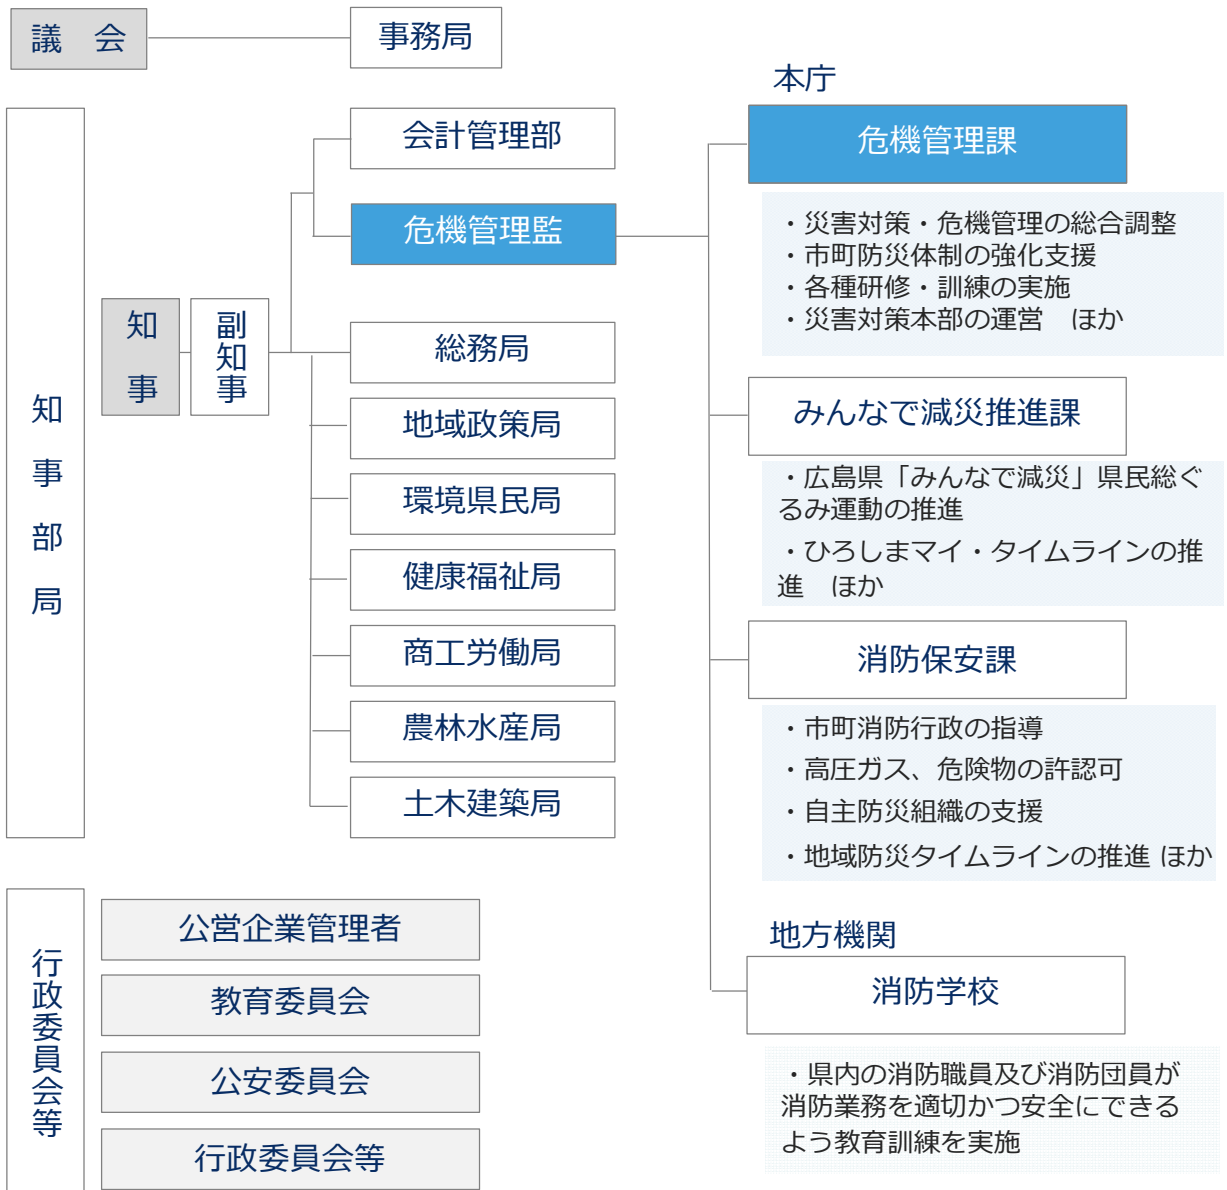 議　会
事務局
知事部局
知事
副知事
会計管理部
危機管理監
総務局
地域政策局
環境県民局
健康福祉局
商工労働局
農林水産局
土木建築局
行政委員会等
公営企業管理者
教育委員会
公安委員会
行政委員会等
本庁
危機管理課
・災害対策・危機管理の総合調整
・市町防災体制の強化支援
・各種研修・訓練の実施
・災害対策本部の運営　ほか
みんなで減災推進課
・広島県「みんなで減災」県民総ぐ
るみ運動の推進
・ひろしまマイ・タイムラインの推
進　ほか
消防保安課
・市町消防行政の指導
・高圧ガス、危険物の許認可
・自主防災組織の支援
・地域防災タイムラインの推進 ほか
地方機関
消防学校
・県内の消防職員及び消防団員が
消防業務を適切かつ安全にできる
よう教育訓練を実施